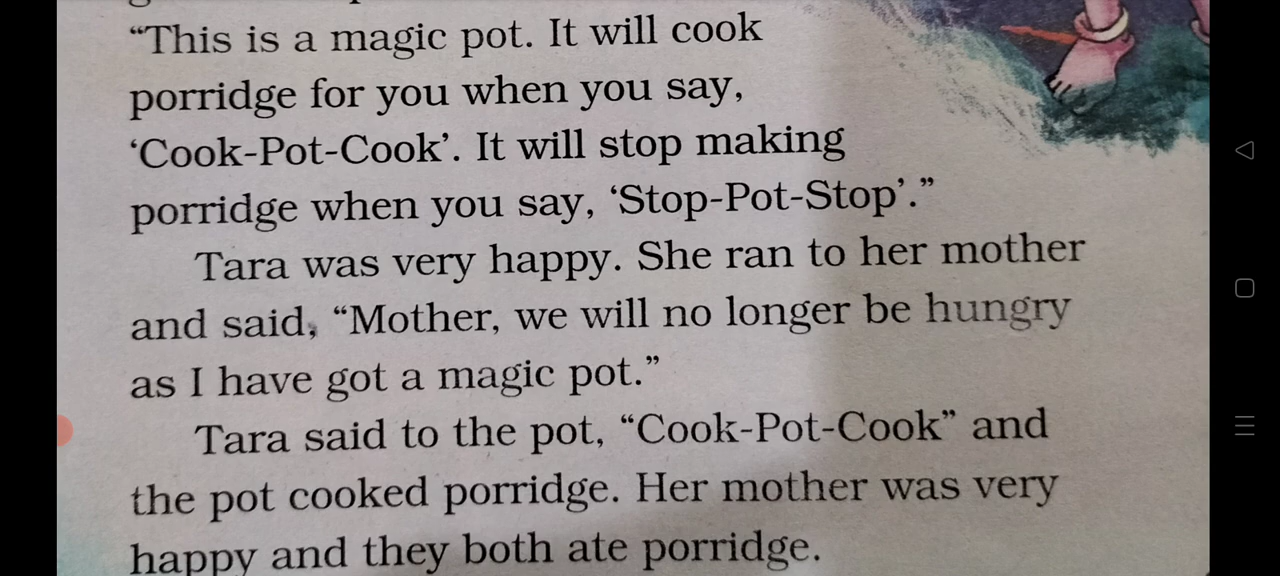 “This is a magic pot. It will cook
porridge for you when you say,
‘Cook-Pot-Cook’. It will stop making
porridge when you say, ‘Stop-Pot-Stop’.”
Tara was very happy. She ran to her mother
and said, “Mother, we will no longer be hungry
as I have got a magic pot.”
Tara said to the pot, “Cook-Pot-Cook” and
the pot cooked porridge. Her mother was very
happy and they both ate porridge.